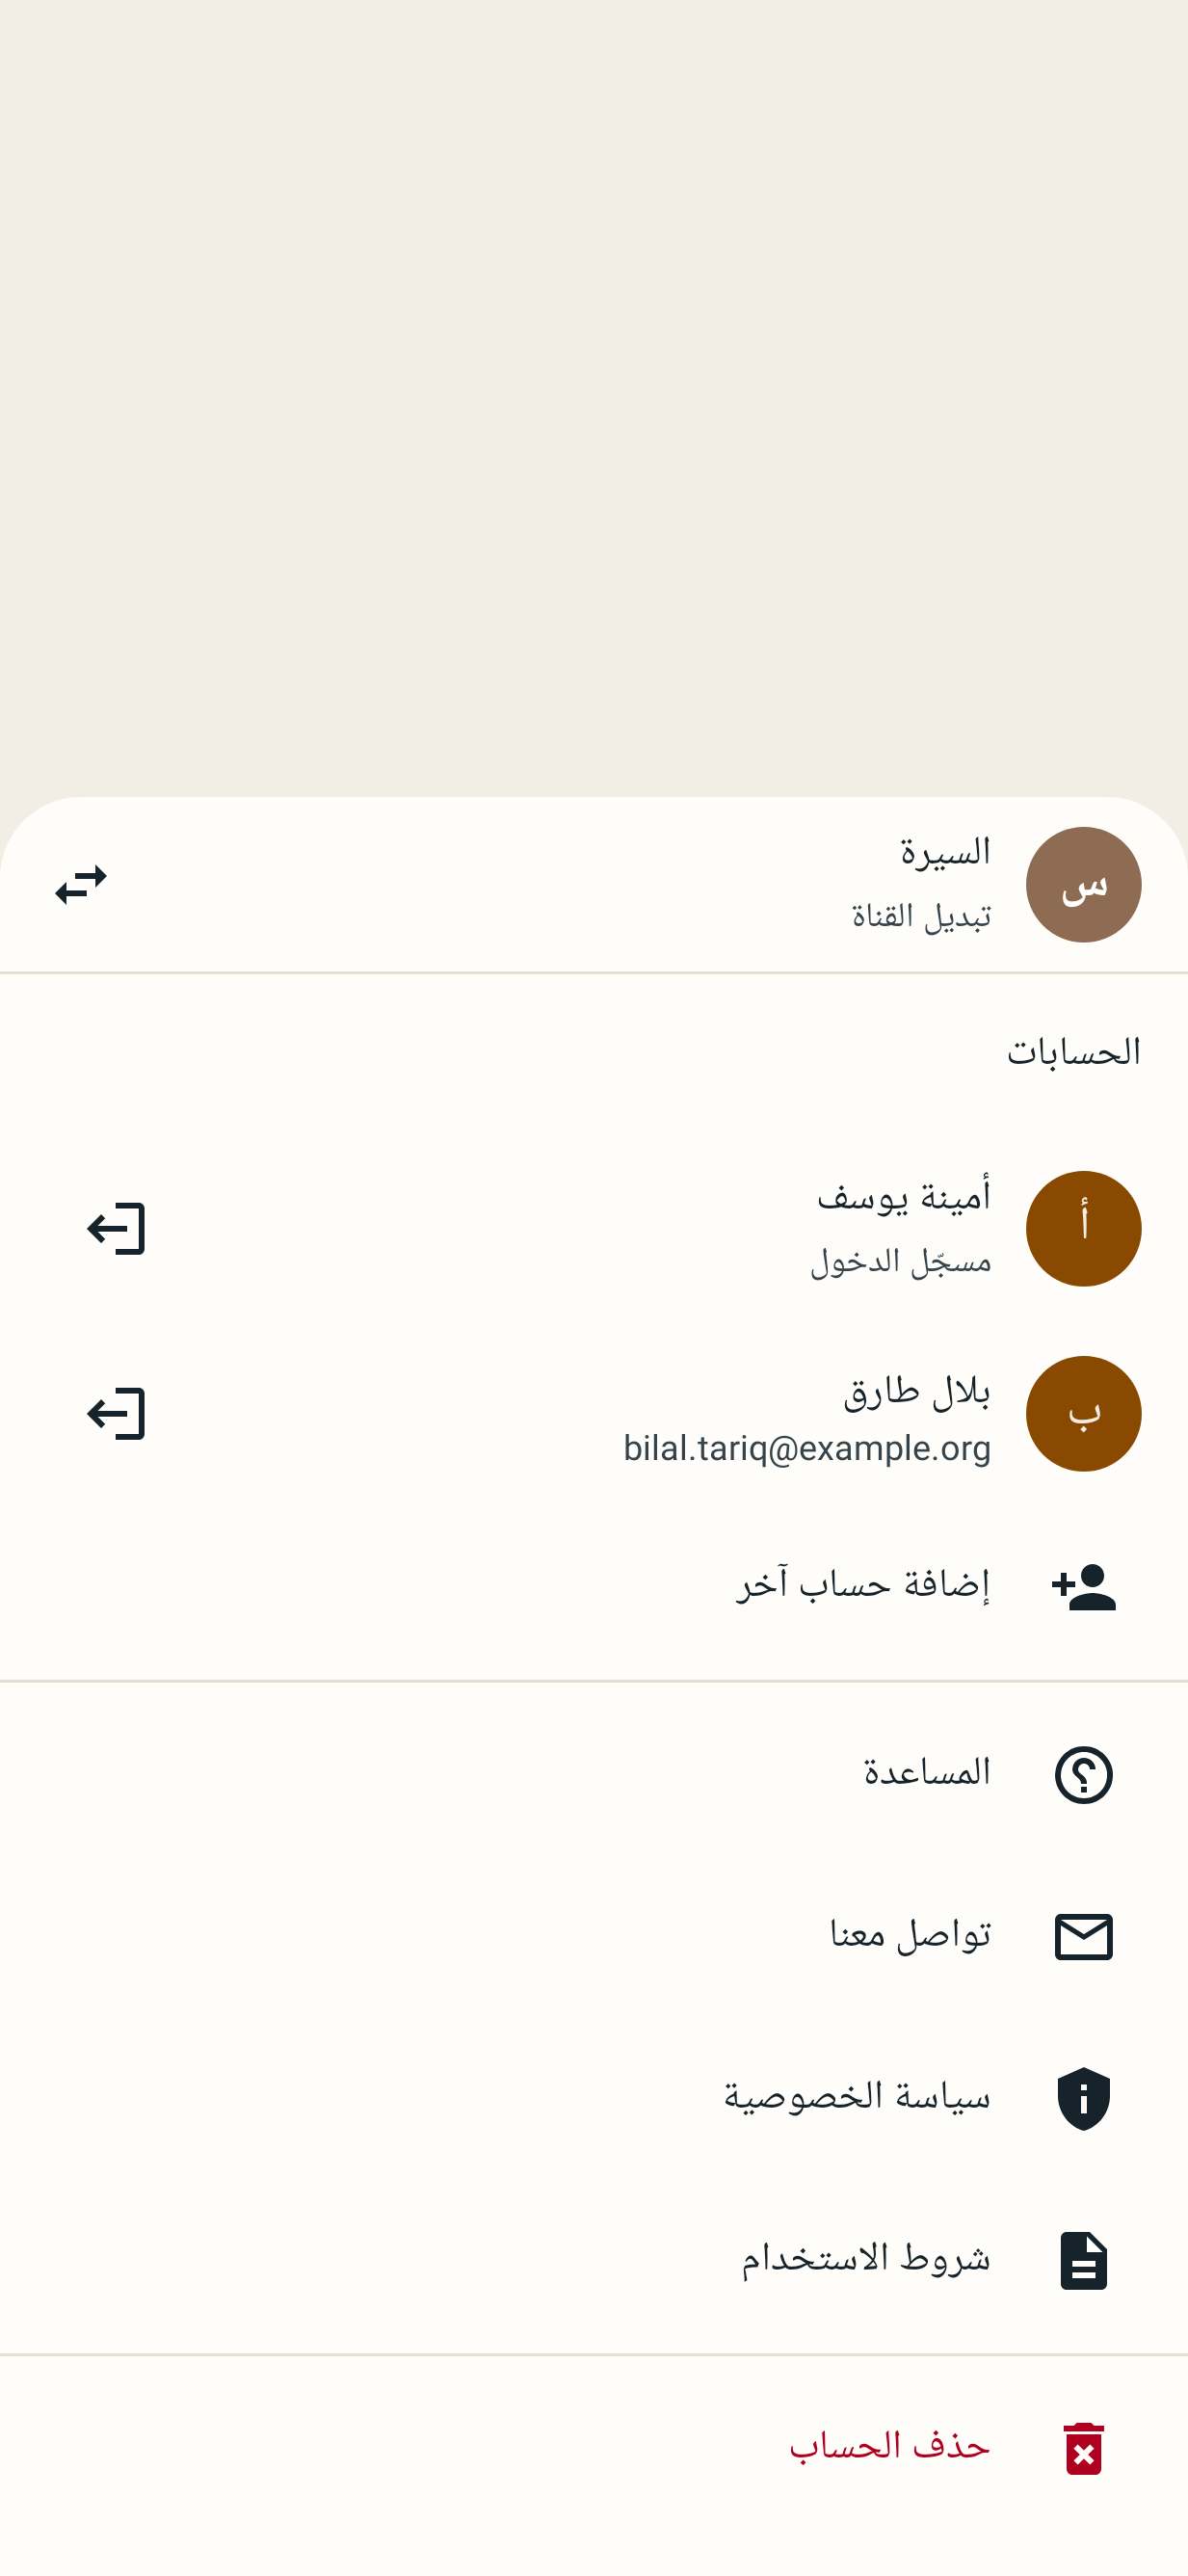 س
السيرة
تبديل القناة
الحسابات
أ
أمينة يوسف
مسجّل الدخول
ب
بلال طارق
bilal.tariq@example.org
إضافة حساب آخر
المساعدة
تواصل معنا
سياسة الخصوصية
شروط الاستخدام
حذف الحساب